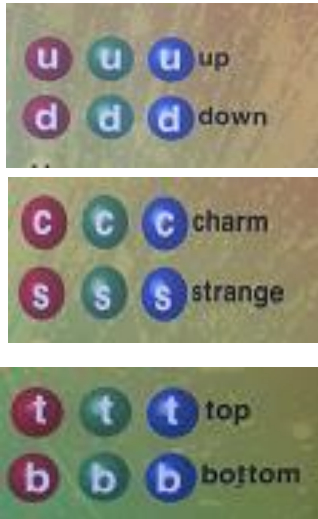 u u u up
d d d down
c c c charm
s s s strange
t t t top
b b b bottom